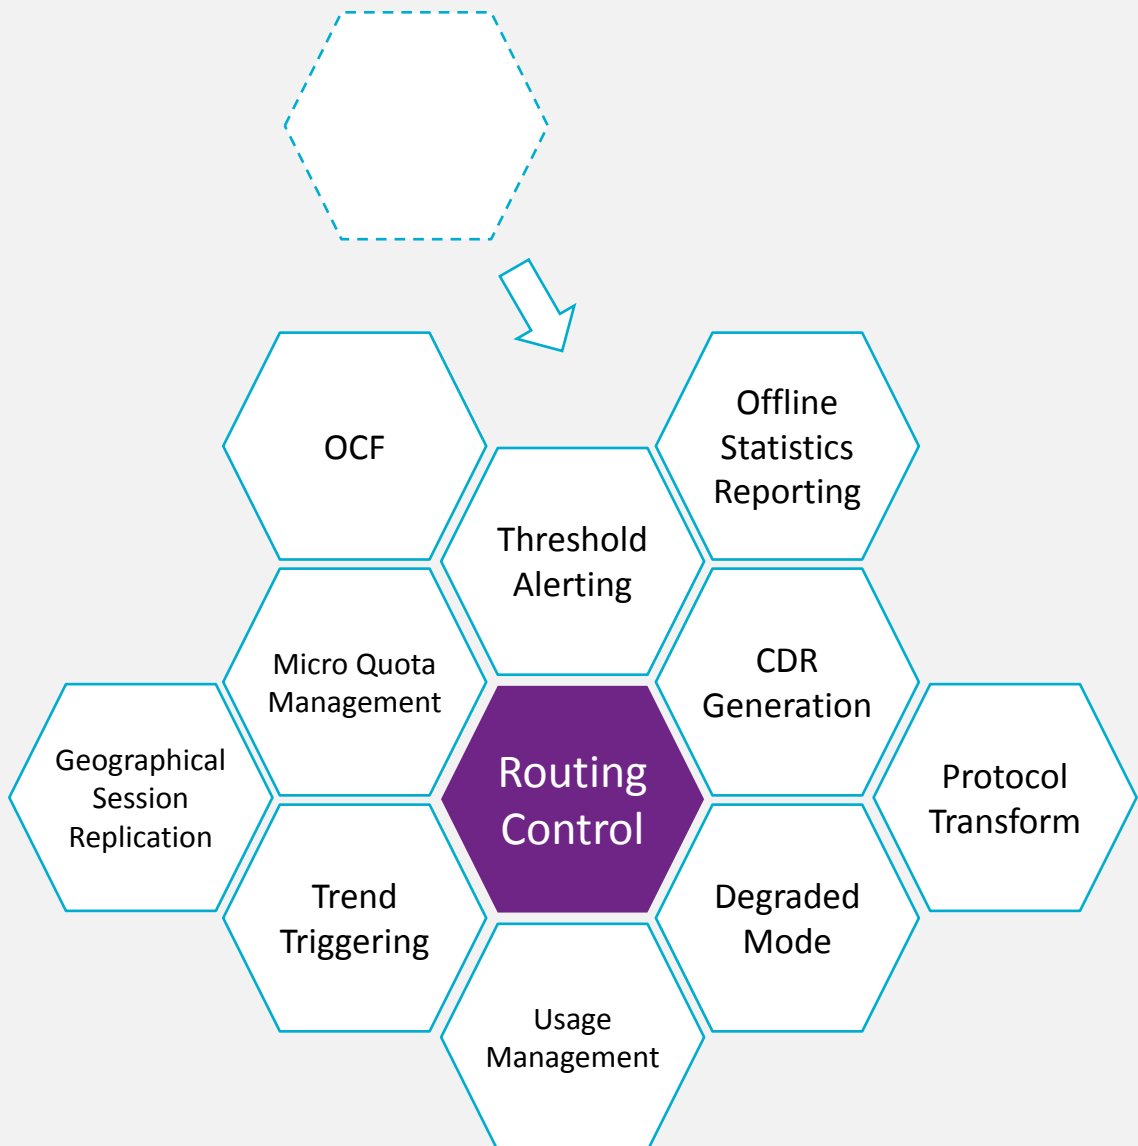 OCF
Offline
Statistics
Reporting
Threshold
Alerting
Micro Quota
Management
CDR
Generation
Geographical
Session
Replication
Routing
Control
Protocol
Transform
Trend
Triggering
Degraded
Mode
Usage
Management